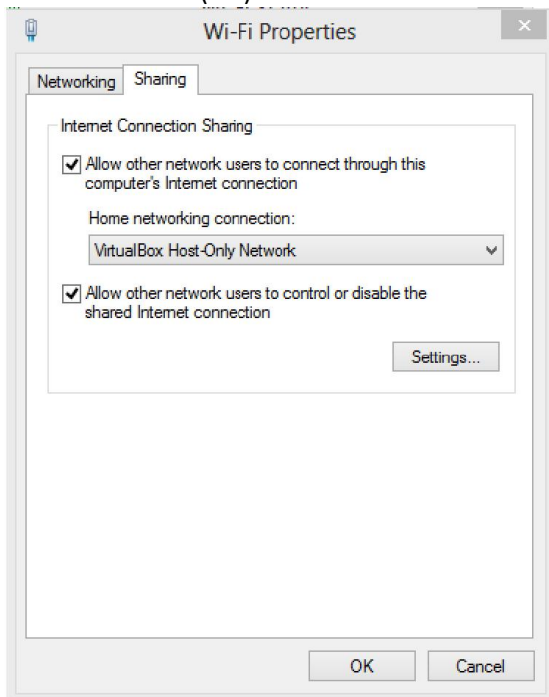 Wi-Fi Properties
Networking
Sharing
Internet Connection Sharing
Allow other network users to connect through this
computer's Internet connection
Home networking connection:
VirtualBox Host-Only Network
Allow other network users to control or disable the
shared Internet connection
Settings...
OK
Cancel